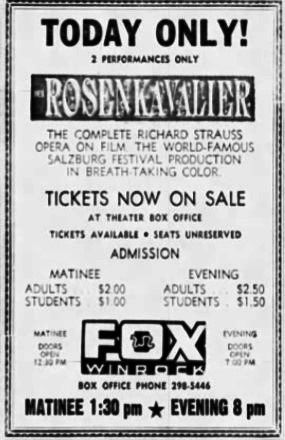 TODAY ONLY!
2 PERFORMANCES ONLY
DER ROSENKAVALIER
THE COMPLETE RICHARD STRAUSS
OPERA ON FILM. THE WORLD-FAMOUS
SALZBURG FESTIVAL PRODUCTION
IN BREATH-TAKING COLOR.
TICKETS NOW ON SALE
AT THEATER BOX OFFICE
TICKETS AVAILABLE • SEATS UNRESERVED
ADMISSION
MATINEE
ADULTS ... $2.00
STUDENTS . $1.00
EVENING
ADULTS ... $2.50
STUDENTS . $1.50
MATINEE
DOORS
OPEN
12:30 PM
FOX
WINROCK
EVENING
DOORS
OPEN
7:00 PM
BOX OFFICE PHONE 298-5446
MATINEE 1:30 pm ★ EVENING 8 pm